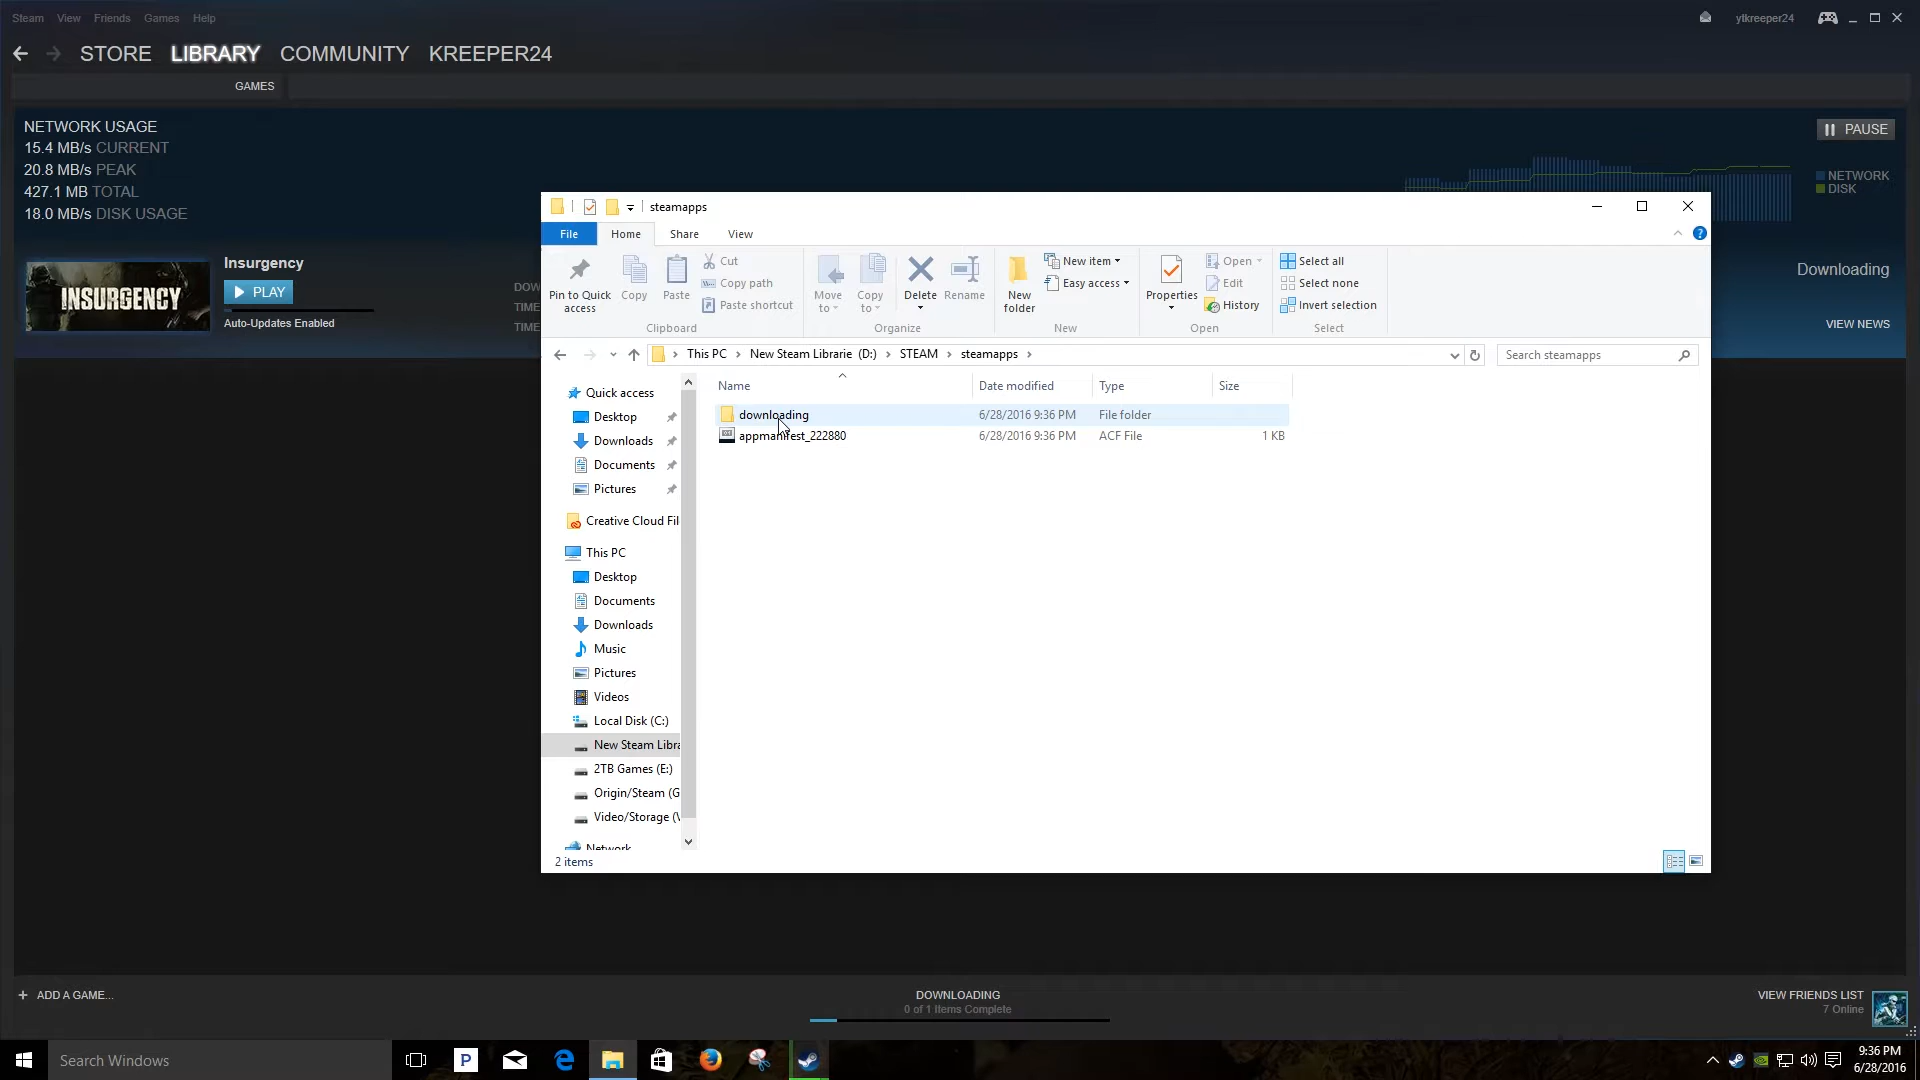 Steam View Friends Games Help
ytkreeper24
STORE LIBRARY COMMUNITY KREEPER24
GAMES
NETWORK USAGE
15.4 MB/s CURRENT
20.8 MB/s PEAK
427.1 MB TOTAL
18.0 MB/s DISK USAGE
PAUSE
NETWORK
DISK
INSURGENCY
Insurgency
PLAY
Auto-Updates Enabled
DOW
TIME
TIME
Downloading
VIEW NEWS
steamapps
File Home Share View
Pin to Quick access
Copy
Paste
Cut
Copy path
Paste shortcut
Clipboard
Move to
Copy to
Delete
Rename
Organize
New folder
New item
Easy access
New
Properties
Open
Edit
History
Open
Select all
Select none
Invert selection
Select
This PC New Steam Librarie (D:) STEAM steamapps
Search steamapps
Name Date modified Type Size
downloading 6/28/2016 9:36 PM File folder
appmanifest_222880 6/28/2016 9:36 PM ACF File 1 KB
Quick access
Desktop
Downloads
Documents
Pictures
Creative Cloud Fil
This PC
Desktop
Documents
Downloads
Music
Pictures
Videos
Local Disk (C:)
New Steam Libra
2TB Games (E:)
Origin/Steam (G
Video/Storage (V
Network
2 items
ADD A GAME...
DOWNLOADING
0 of 1 Items Complete
VIEW FRIENDS LIST
7 Online
Search Windows
P
9:36 PM
6/28/2016